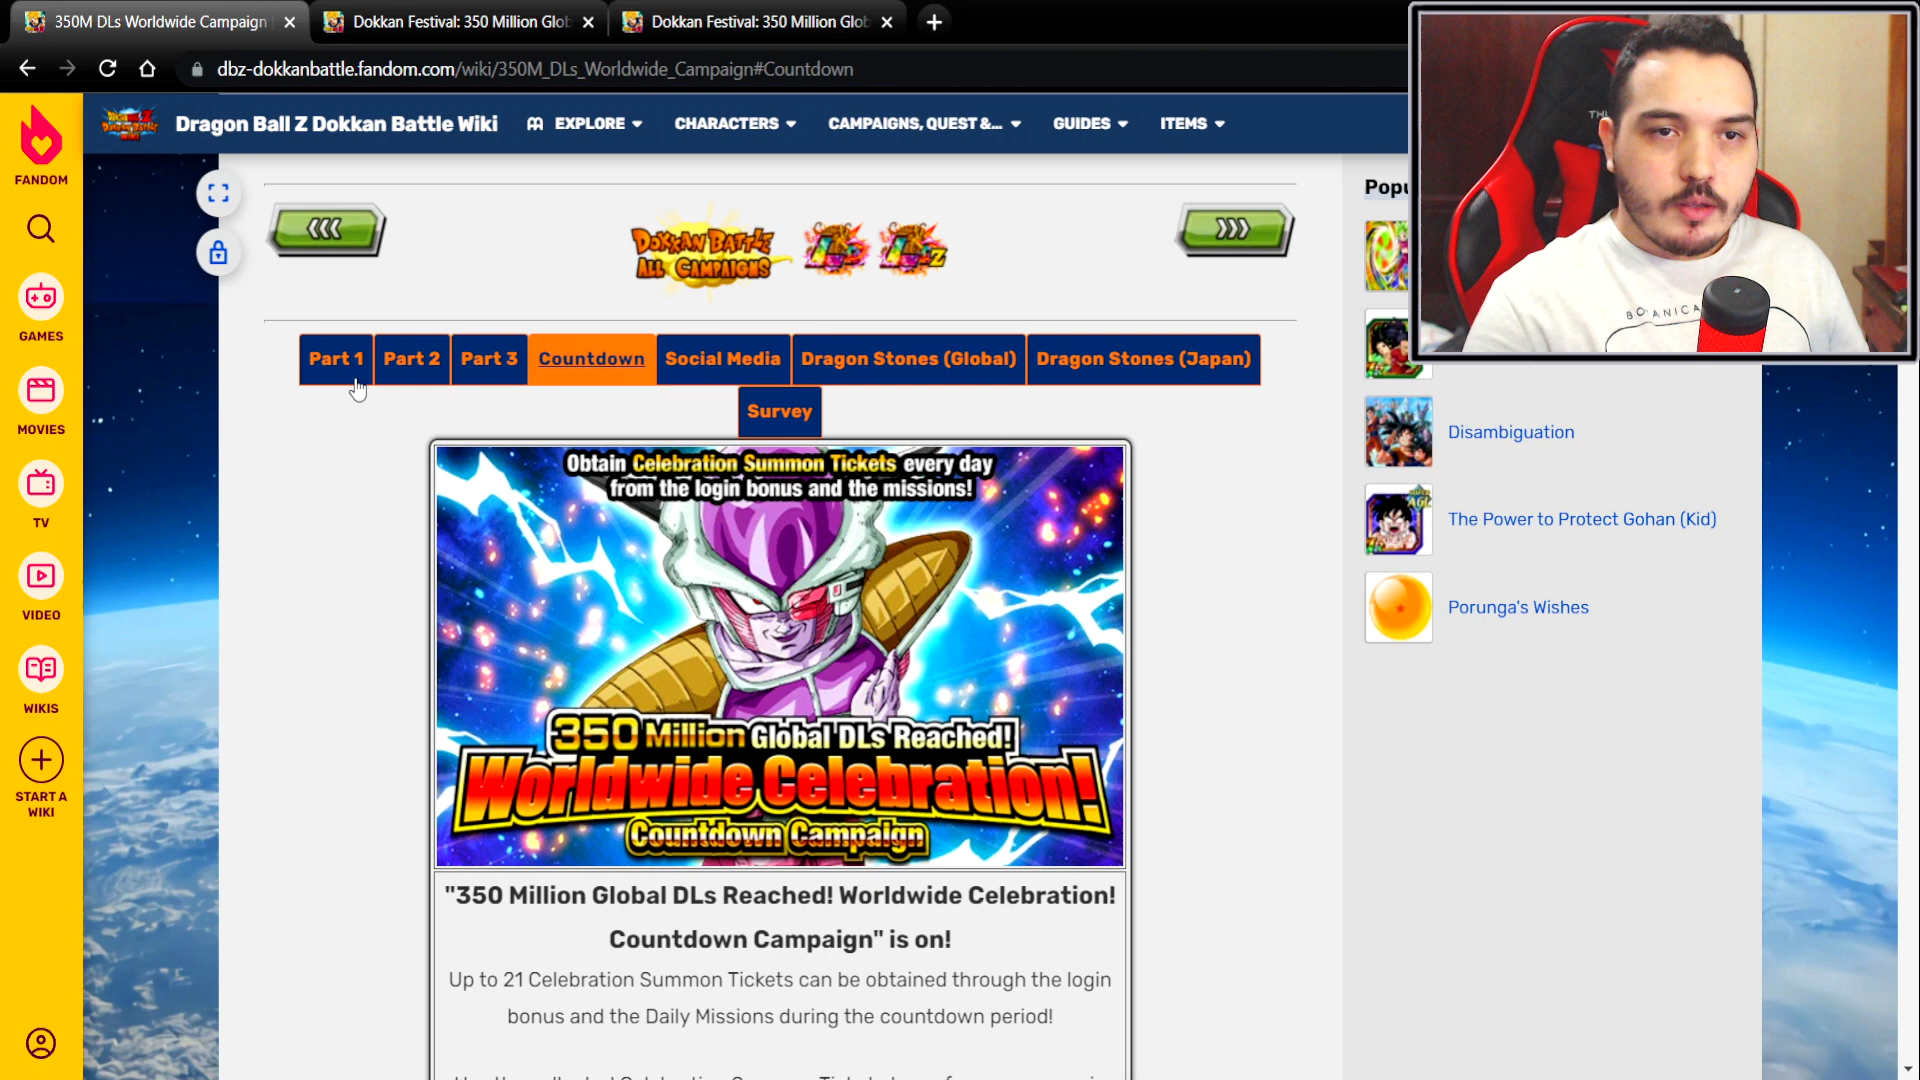 350M DLs Worldwide Campaign
Dokkan Festival: 350 Million Glob
Dokkan Festival: 350 Million Glob
dbz-dokkanbattle.fandom.com/wiki/350M_DLs_Worldwide_Campaign#Countdown
FANDOM
GAMES
MOVIES
TV
VIDEO
WIKIS
START A
WIKI
Dragon Ball Z Dokkan Battle Wiki
EXPLORE
CHARACTERS
CAMPAIGNS, QUEST &...
GUIDES
ITEMS
DOKKAN BATTLE
ALL CAMPAIGNS
Part 1
Part 2
Part 3
Countdown
Social Media
Dragon Stones (Global)
Dragon Stones (Japan)
Survey
Obtain Celebration Summon Tickets every day
from the login bonus and the missions!
350 Million Global DLs Reached!
Worldwide Celebration!
Countdown Campaign
"350 Million Global DLs Reached! Worldwide Celebration!
Countdown Campaign" is on!
Up to 21 Celebration Summon Tickets can be obtained through the login
bonus and the Daily Missions during the countdown period!
Popu
Disambiguation
The Power to Protect Gohan (Kid)
Porunga's Wishes
BOTANICA